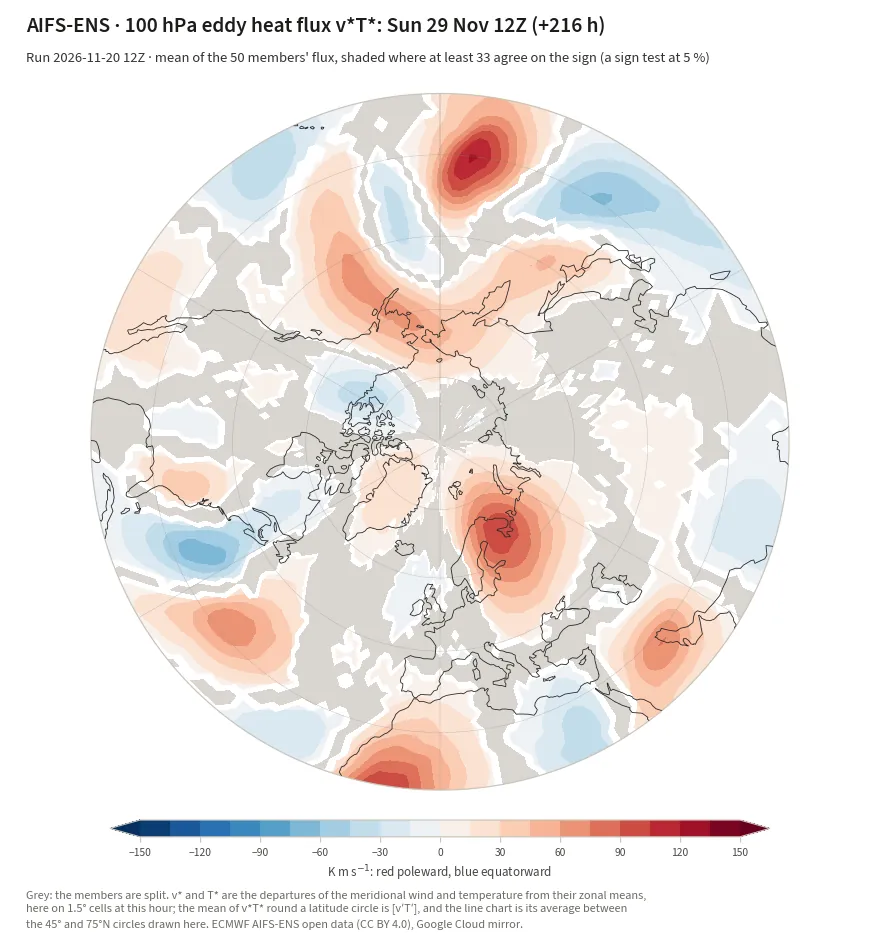 AIFS-ENS · 100 hPa eddy heat flux v*T*: Sun 29 Nov 12Z (+216 h)
Run 2026-11-20 12Z · mean of the 50 members' flux, shaded where at least 33 agree on the sign (a sign test at 5 %)
−150 −120 −90 −60 −30 0 30 60 90 120 150
K m s⁻¹: red poleward, blue equatorward
Grey: the members are split. v* and T* are the departures of the meridional wind and temperature from their zonal means,
here on 1.5° cells at this hour; the mean of v*T* round a latitude circle is [v′T′], and the line chart is its average between
the 45° and 75°N circles drawn here. ECMWF AIFS-ENS open data (CC BY 4.0), Google Cloud mirror.